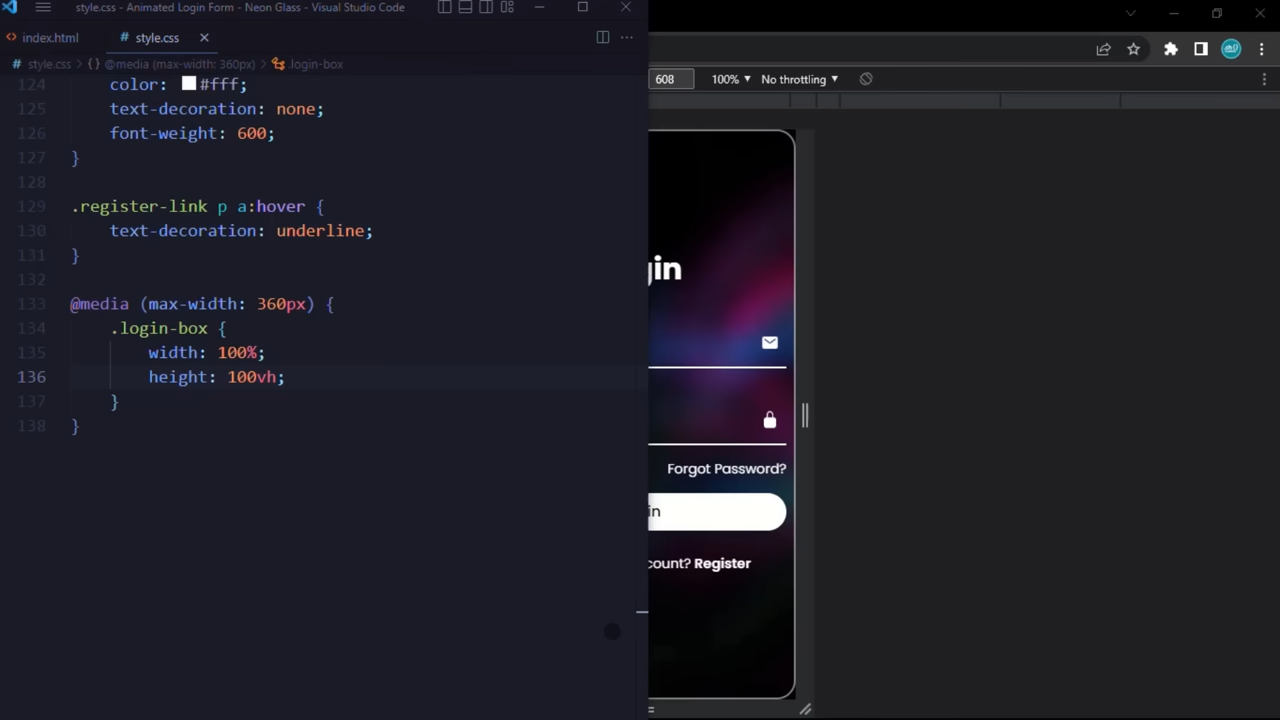 style.css - Animated Login Form - Neon Glass - Visual Studio Code
index.html
# style.css
# style.css > {} @media (max-width: 360px) > .login-box
124 color: #fff;
125 text-decoration: none;
126 font-weight: 600;
127 }
128
129 .register-link p a:hover {
130 text-decoration: underline;
131 }
132
133 @media (max-width: 360px) {
134 .login-box {
135 width: 100%;
136 height: 100vh;
137 }
138 }
608 100% No throttling
gin
Forgot Password?
in
count? Register